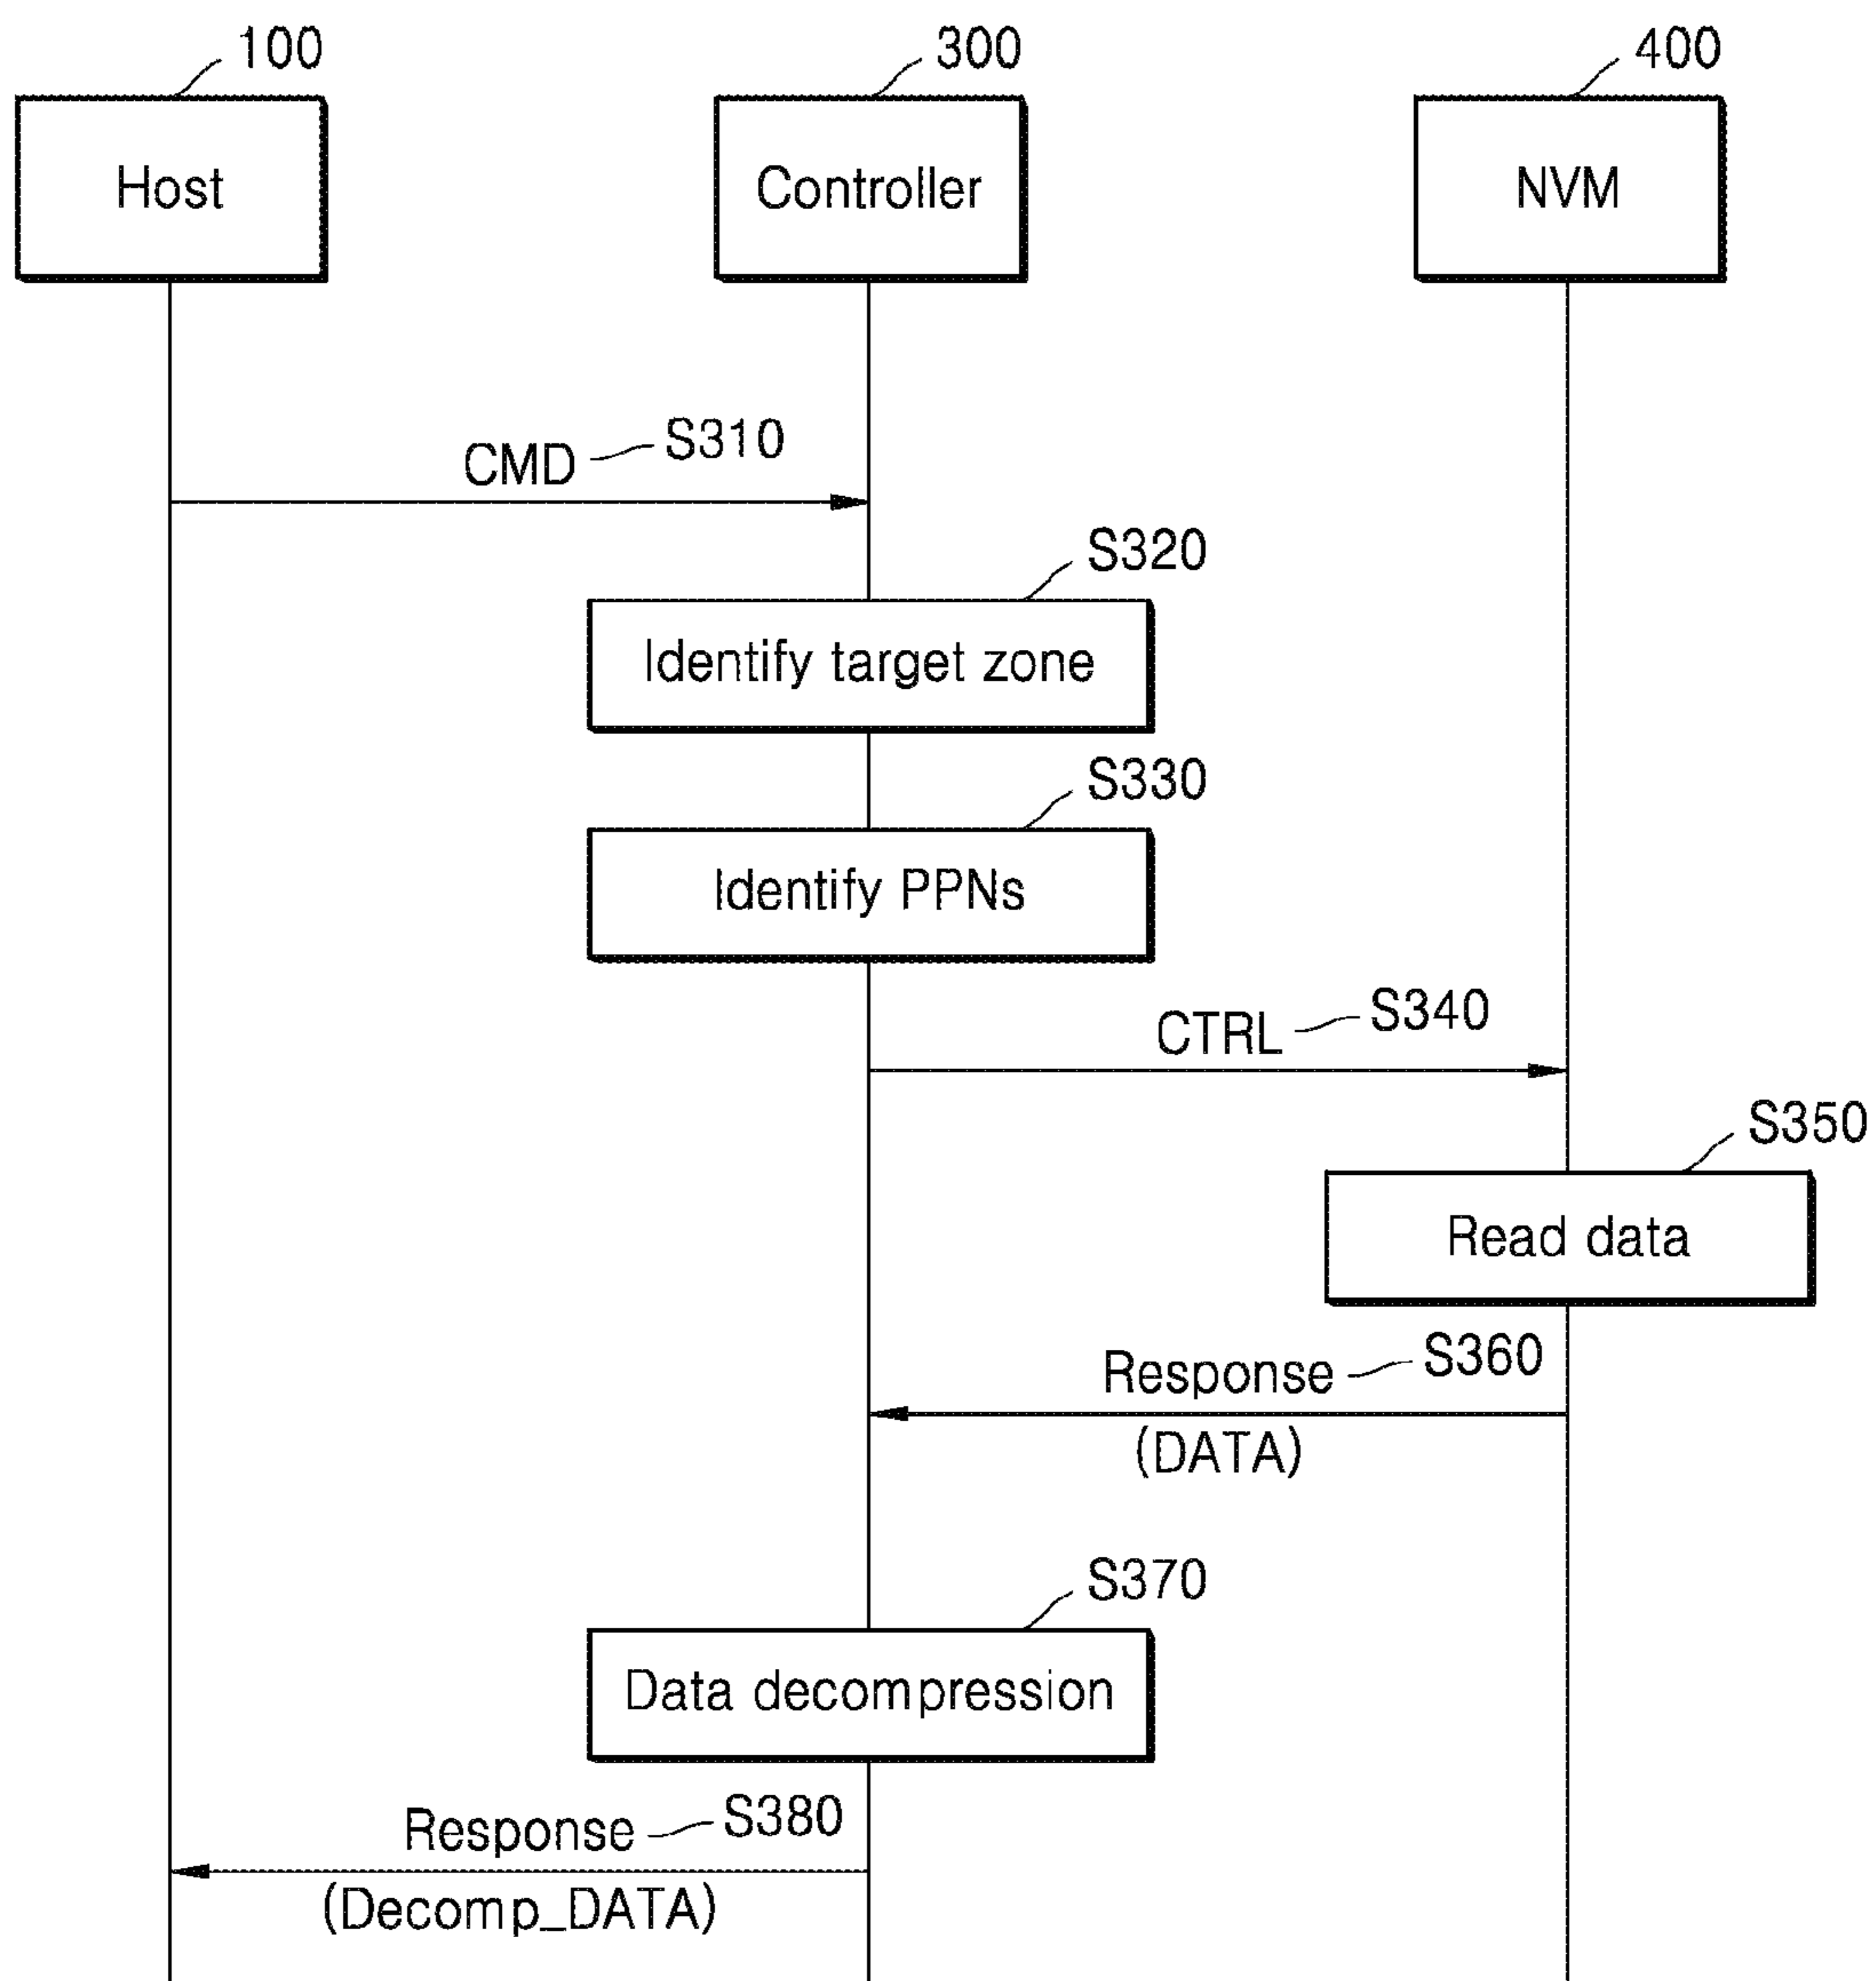 100
300
400
Host
Controller
NVM
S310
CMD
S320
Identify target zone
S330
Identify PPNs
S340
CTRL
S350
Read data
S360
Response
(DATA)
S370
Data decompression
S380
Response
(Decomp_DATA)